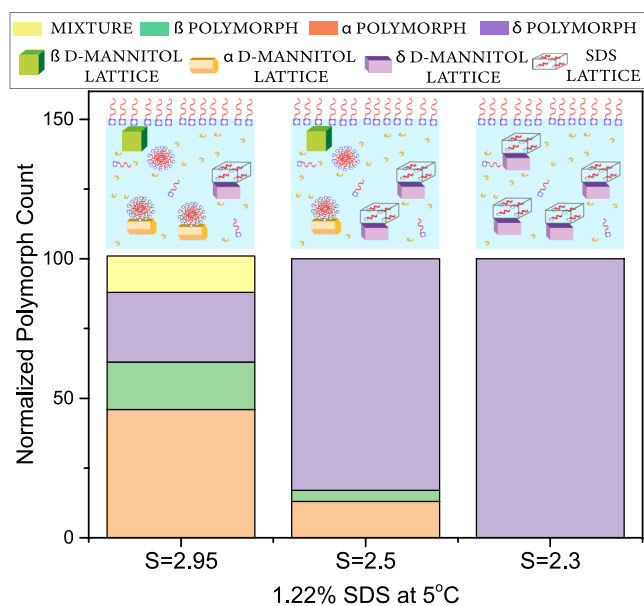 MIXTURE ß POLYMORPH α POLYMORPH δ POLYMORPH
ß D-MANNITOL LATTICE α D-MANNITOL LATTICE δ D-MANNITOL LATTICE SDS LATTICE
150
100
50
0
Normalized Polymorph Count
S=2.95 S=2.5 S=2.3
1.22% SDS at 5°C